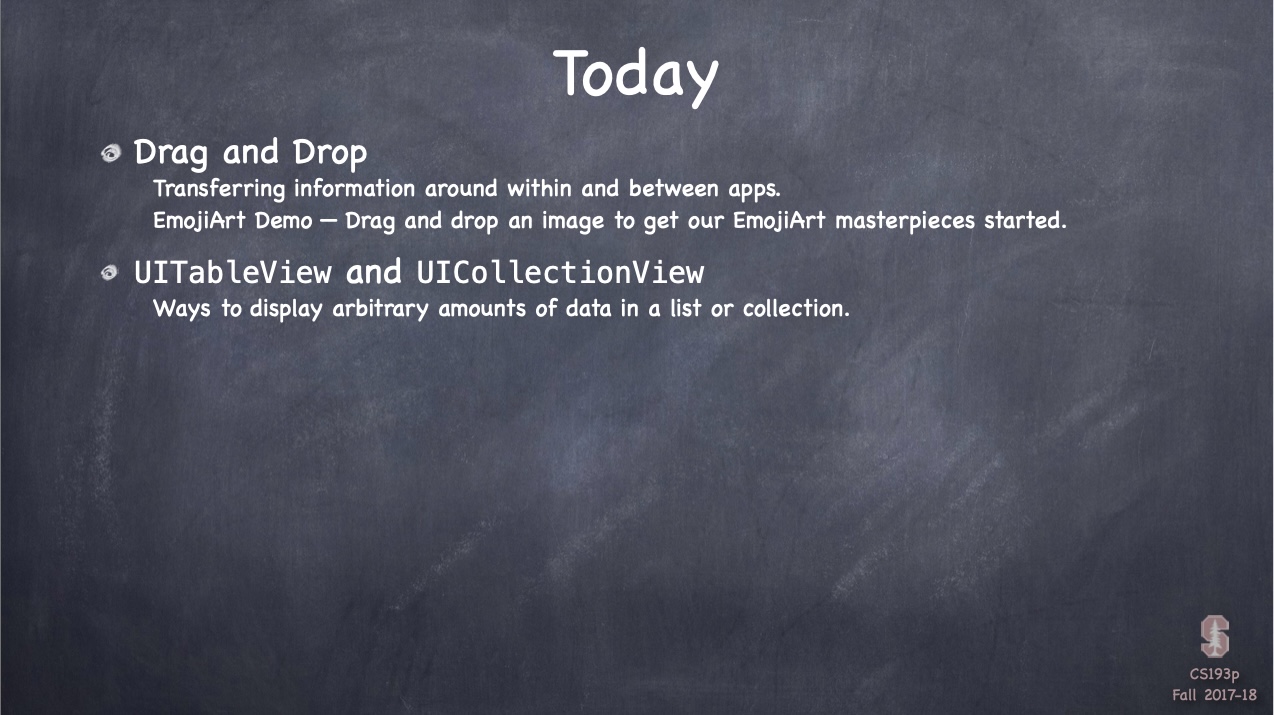 Today
Drag and Drop
Transferring information around within and between apps.
EmojiArt Demo — Drag and drop an image to get our EmojiArt masterpieces started.
UITableView and UICollectionView
Ways to display arbitrary amounts of data in a list or collection.
S
CS193p
Fall 2017-18